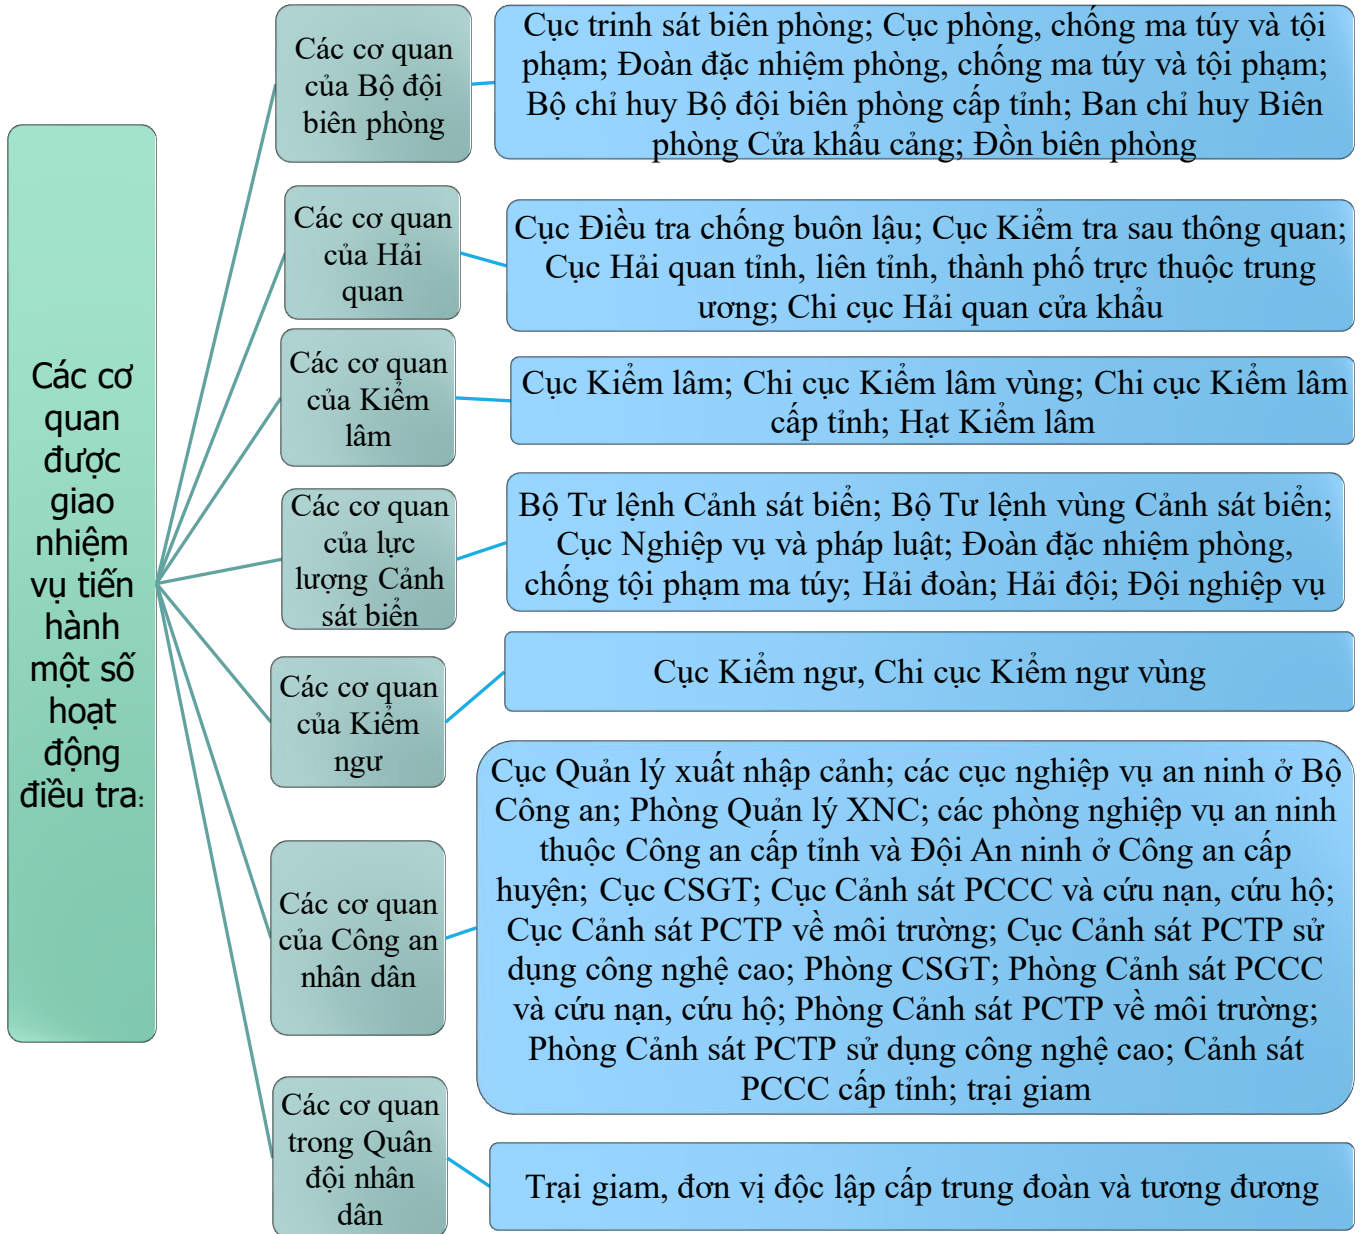 Các cơ
quan
được
giao
nhiệm
vụ tiến
hành
một số
hoạt
động
điều tra:
Các cơ quan
của Bộ đội
biên phòng
Cục trinh sát biên phòng; Cục phòng, chống ma túy và tội
phạm; Đoàn đặc nhiệm phòng, chống ma túy và tội phạm;
Bộ chỉ huy Bộ đội biên phòng cấp tỉnh; Ban chỉ huy Biên
phòng Cửa khẩu cảng; Đồn biên phòng
Các cơ quan
của Hải
quan
Cục Điều tra chống buôn lậu; Cục Kiểm tra sau thông quan;
Cục Hải quan tỉnh, liên tỉnh, thành phố trực thuộc trung
ương; Chi cục Hải quan cửa khẩu
Các cơ quan
của Kiểm
lâm
Cục Kiểm lâm; Chi cục Kiểm lâm vùng; Chi cục Kiểm lâm
cấp tỉnh; Hạt Kiểm lâm
Các cơ quan
của lực
lượng Cảnh
sát biển
Bộ Tư lệnh Cảnh sát biển; Bộ Tư lệnh vùng Cảnh sát biển;
Cục Nghiệp vụ và pháp luật; Đoàn đặc nhiệm phòng,
chống tội phạm ma túy; Hải đoàn; Hải đội; Đội nghiệp vụ
Các cơ quan
của Kiểm
ngư
Cục Kiểm ngư, Chi cục Kiểm ngư vùng
Các cơ quan
của Công an
nhân dân
Cục Quản lý xuất nhập cảnh; các cục nghiệp vụ an ninh ở Bộ
Công an; Phòng Quản lý XNC; các phòng nghiệp vụ an ninh
thuộc Công an cấp tỉnh và Đội An ninh ở Công an cấp
huyện; Cục CSGT; Cục Cảnh sát PCCC và cứu nạn, cứu hộ;
Cục Cảnh sát PCTP về môi trường; Cục Cảnh sát PCTP sử
dụng công nghệ cao; Phòng CSGT; Phòng Cảnh sát PCCC
và cứu nạn, cứu hộ; Phòng Cảnh sát PCTP về môi trường;
Phòng Cảnh sát PCTP sử dụng công nghệ cao; Cảnh sát
PCCC cấp tỉnh; trại giam
Các cơ quan
trong Quân
đội nhân
dân
Trại giam, đơn vị độc lập cấp trung đoàn và tương đương